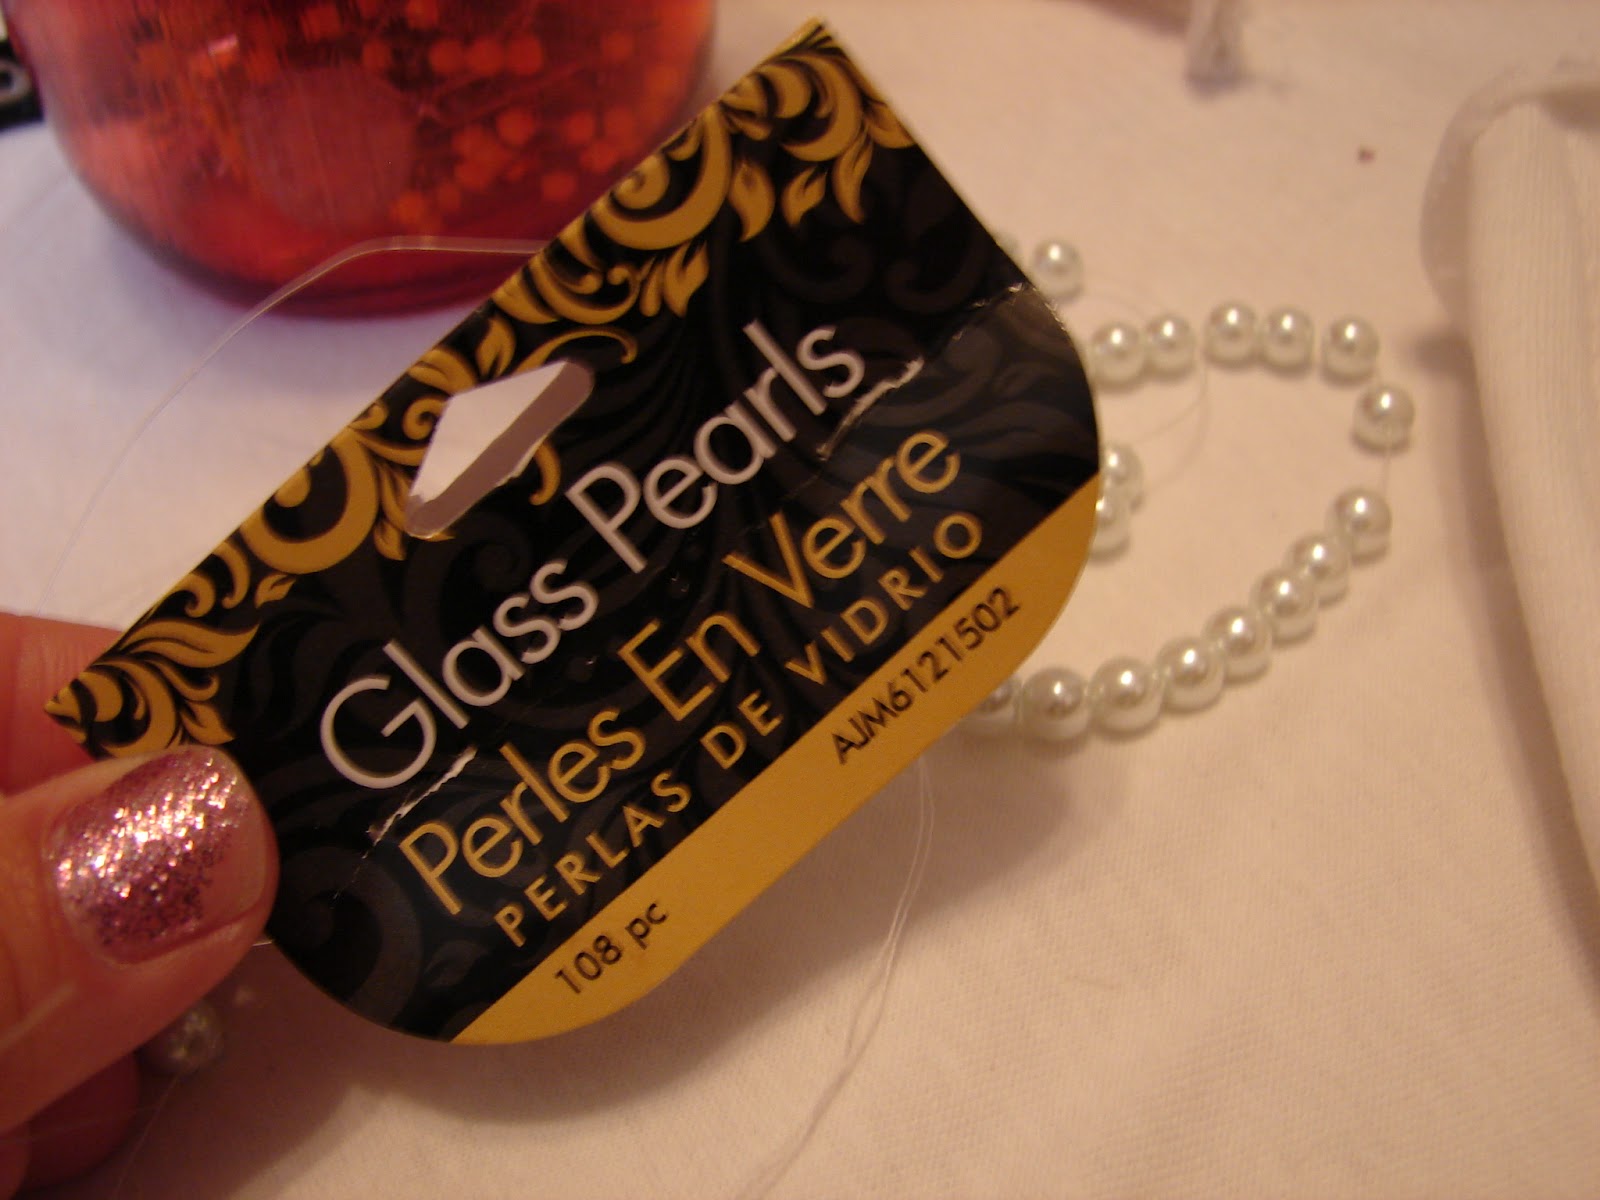 Glass Pearls
Perles En Verre
PERLAS DE VIDRIO
108 pc AJM6121502